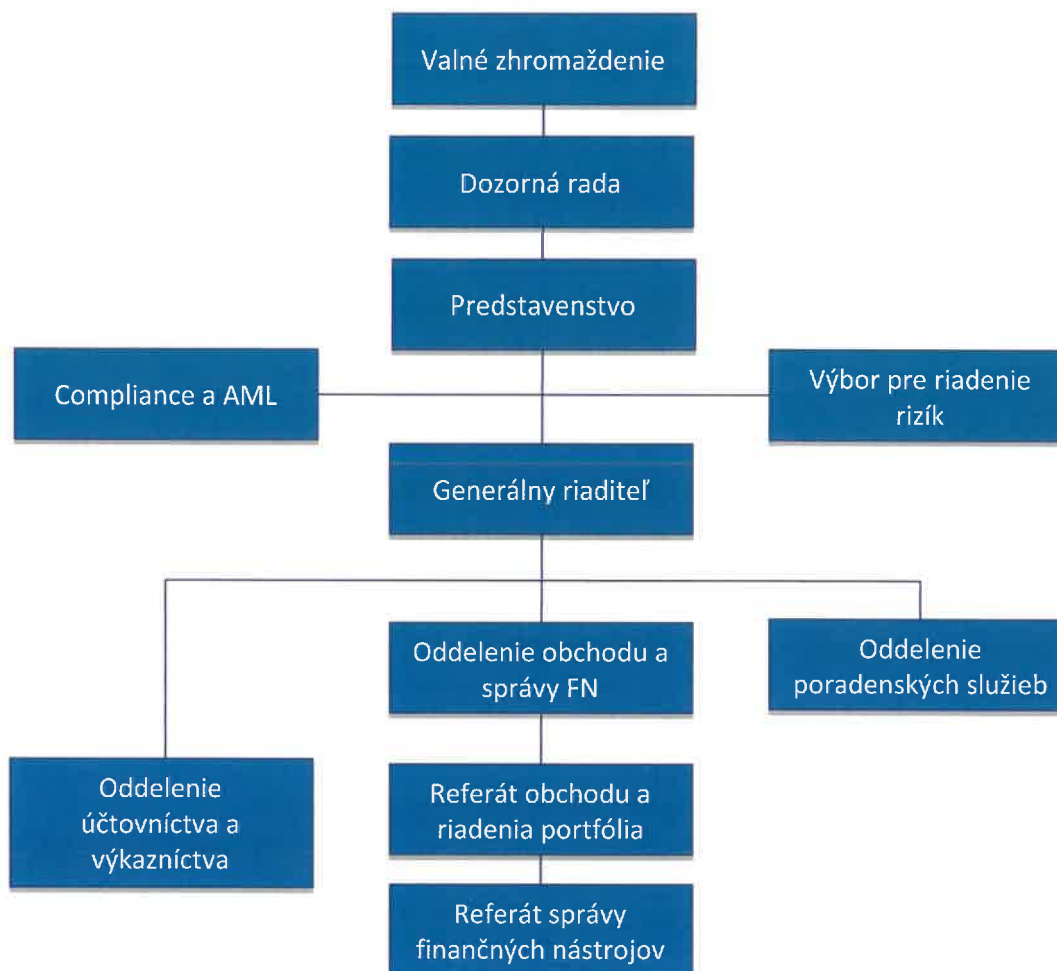 Valné zhromaždenie
Dozorná rada
Predstavenstvo
Compliance a AML
Výbor pre riadenie
rizík
Generálny riaditeľ
Oddelenie obchodu a
správy FN
Oddelenie
poradenských služieb
Oddelenie
účtovníctva a
výkazníctva
Referát obchodu a
riadenia portfólia
Referát správy
finančných nástrojov